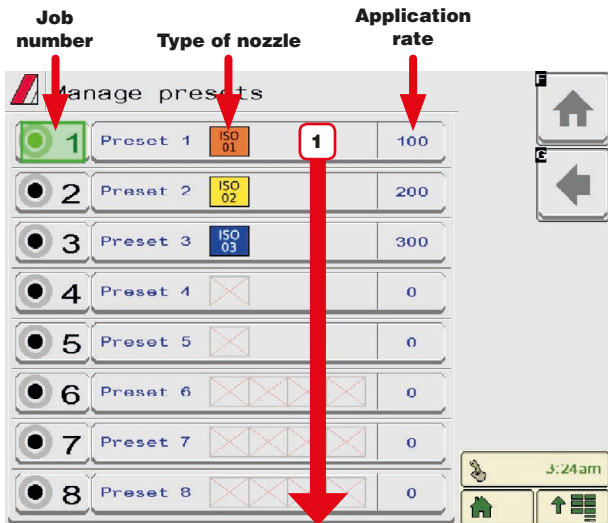 Job number
Type of nozzle
Application rate
Manage presets
1 Preset 1 ISO 01 1 100
2 Preset 2 ISO 02 200
3 Preset 3 ISO 03 300
4 Preset 4 0
5 Preset 5 0
6 Preset 6 0
7 Preset 7 0
8 Preset 8 0
F
G
3:24am